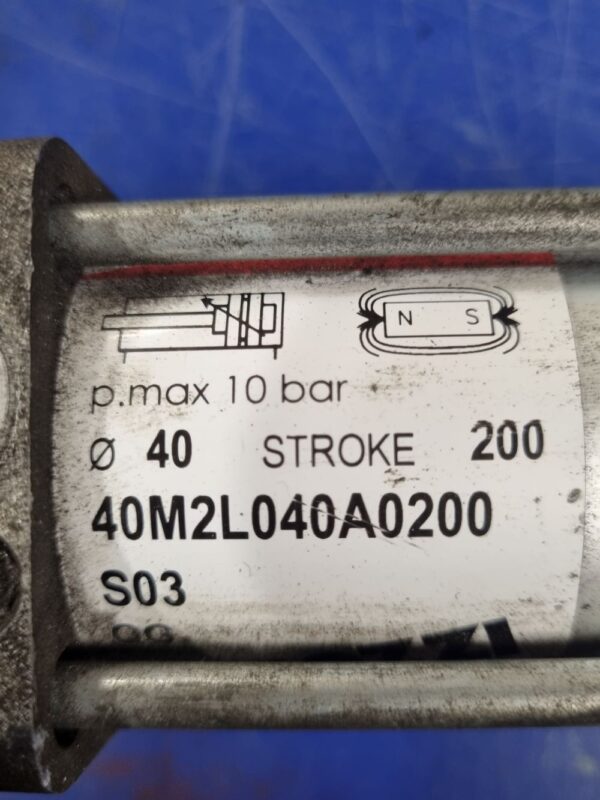 N S
p.max 10 bar
Ø 40 STROKE 200
40M2L040A0200
S03